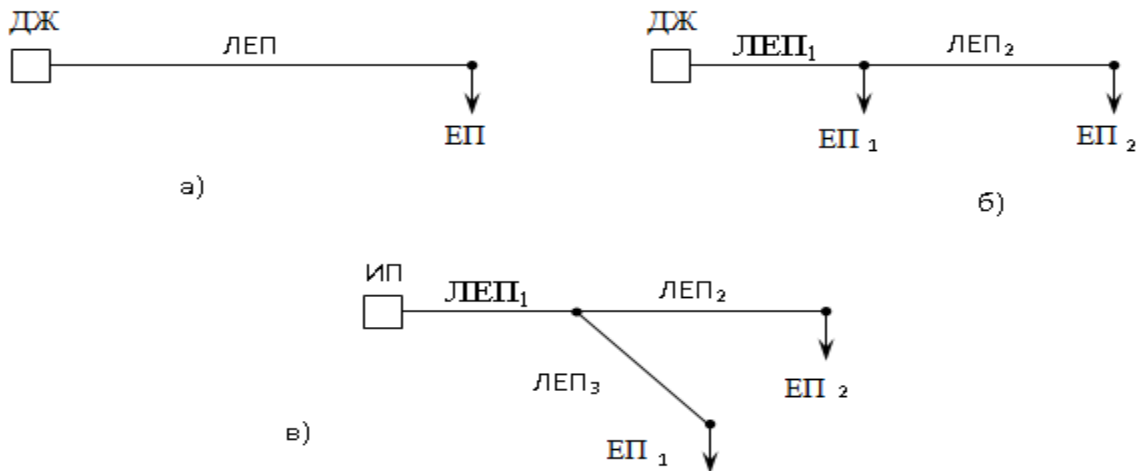 ДЖ
ЛЕП
ЕП
а)
ДЖ
ЛЕП₁
ЛЕП₂
ЕП ₁
ЕП ₂
б)
ИП
ЛЕП₁
ЛЕП₂
ЛЕП₃
ЕП ₂
ЕП ₁
в)